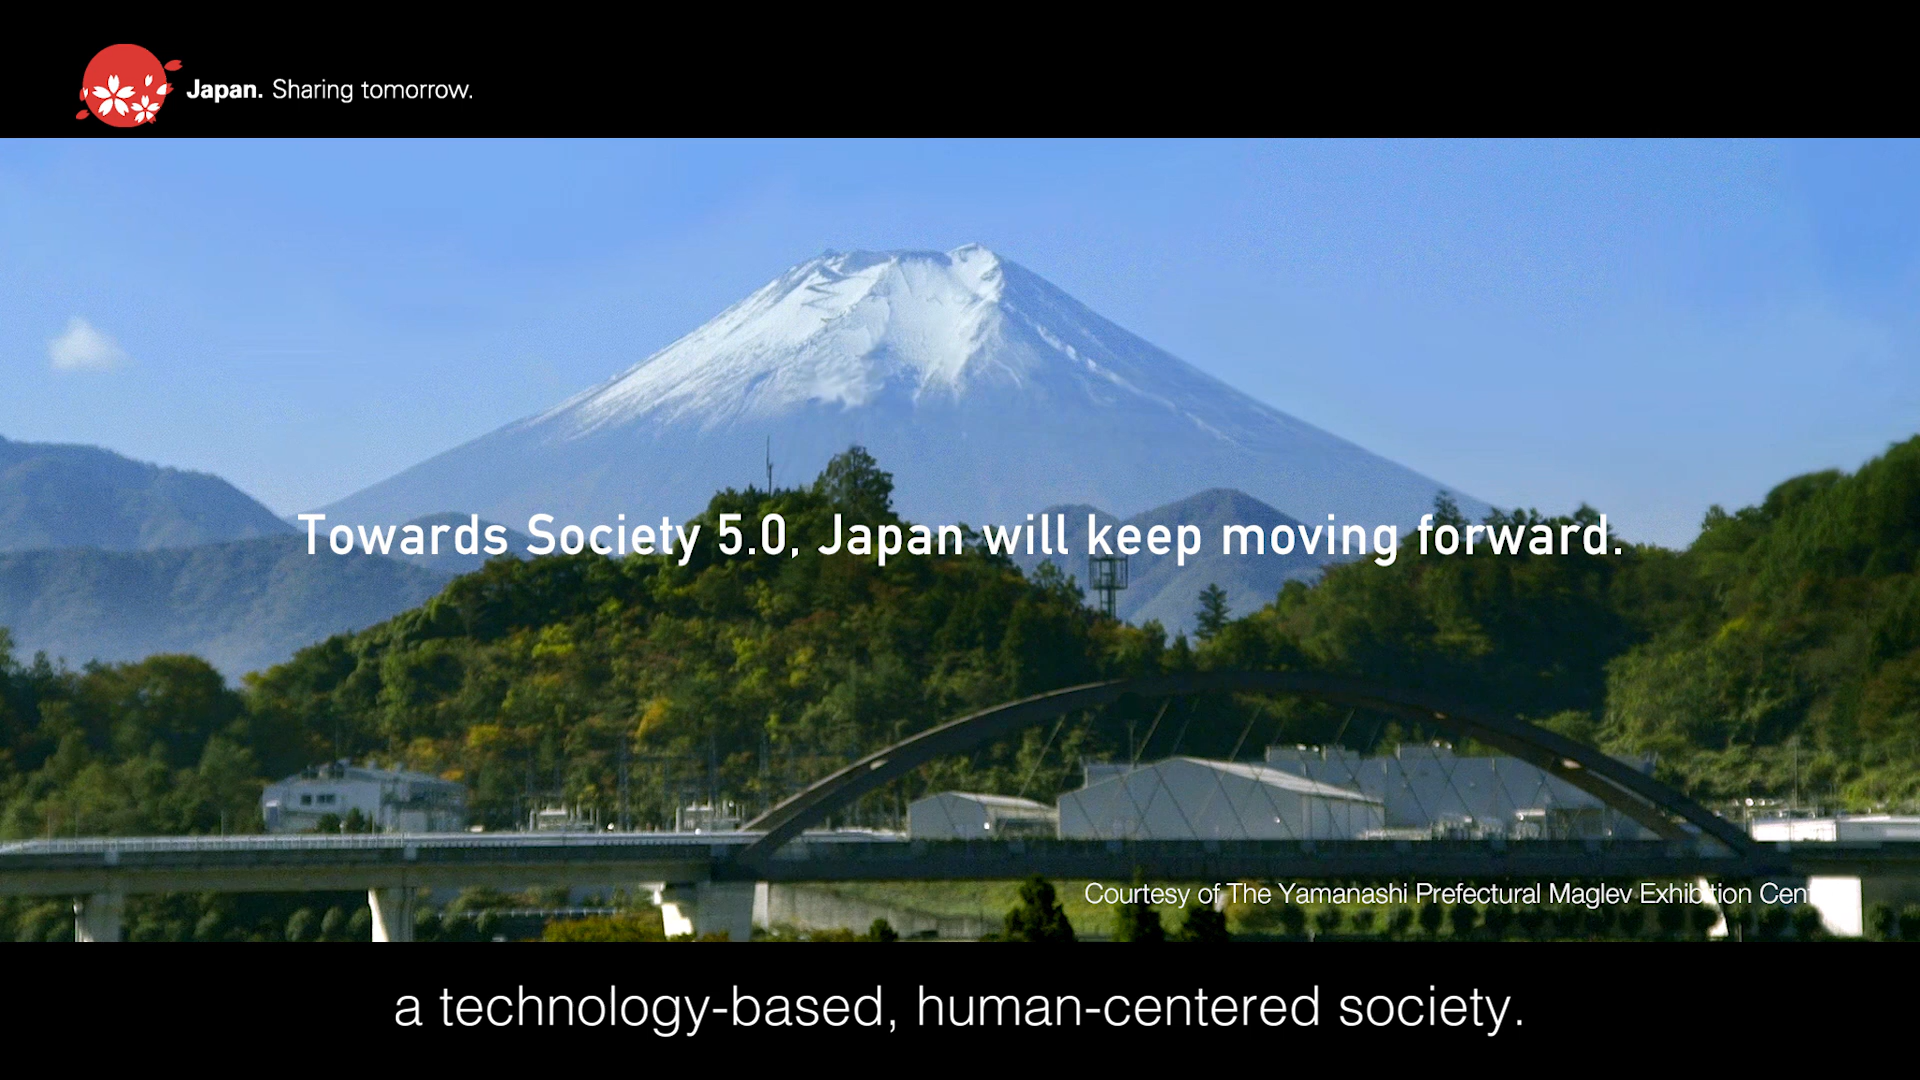 Japan. Sharing tomorrow.
Towards Society 5.0, Japan will keep moving forward.
Courtesy of The Yamanashi Prefectural Maglev Exhibition
a technology-based, human-centered society.